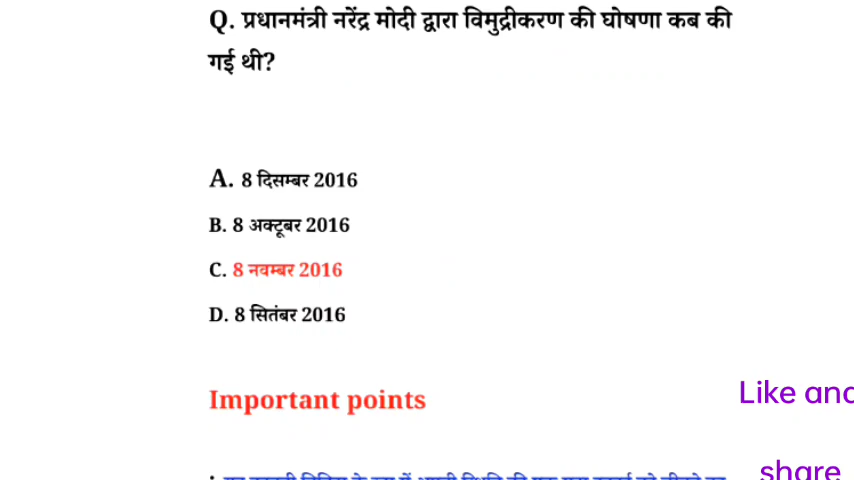 Q. प्रधानमंत्री नरेंद्र मोदी द्वारा विमुद्रीकरण की घोषणा कब की
गई थी?
A. 8 दिसम्बर 2016
B. 8 अक्टूबर 2016
C. 8 नवम्बर 2016
D. 8 सितंबर 2016
Important points
Like and
share